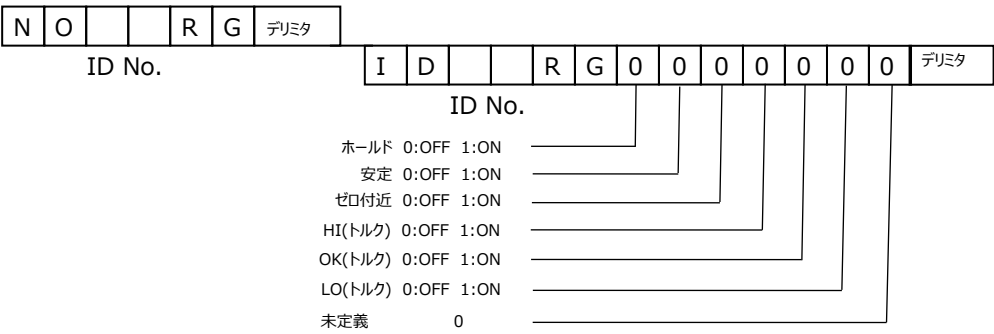 N O R G デリミタ
ID No.
I D R G 0 0 0 0 0 0 0 デリミタ
ID No.
ホールド 0:OFF 1:ON
安定 0:OFF 1:ON
ゼロ付近 0:OFF 1:ON
HI(トルク) 0:OFF 1:ON
OK(トルク) 0:OFF 1:ON
LO(トルク) 0:OFF 1:ON
未定義 0